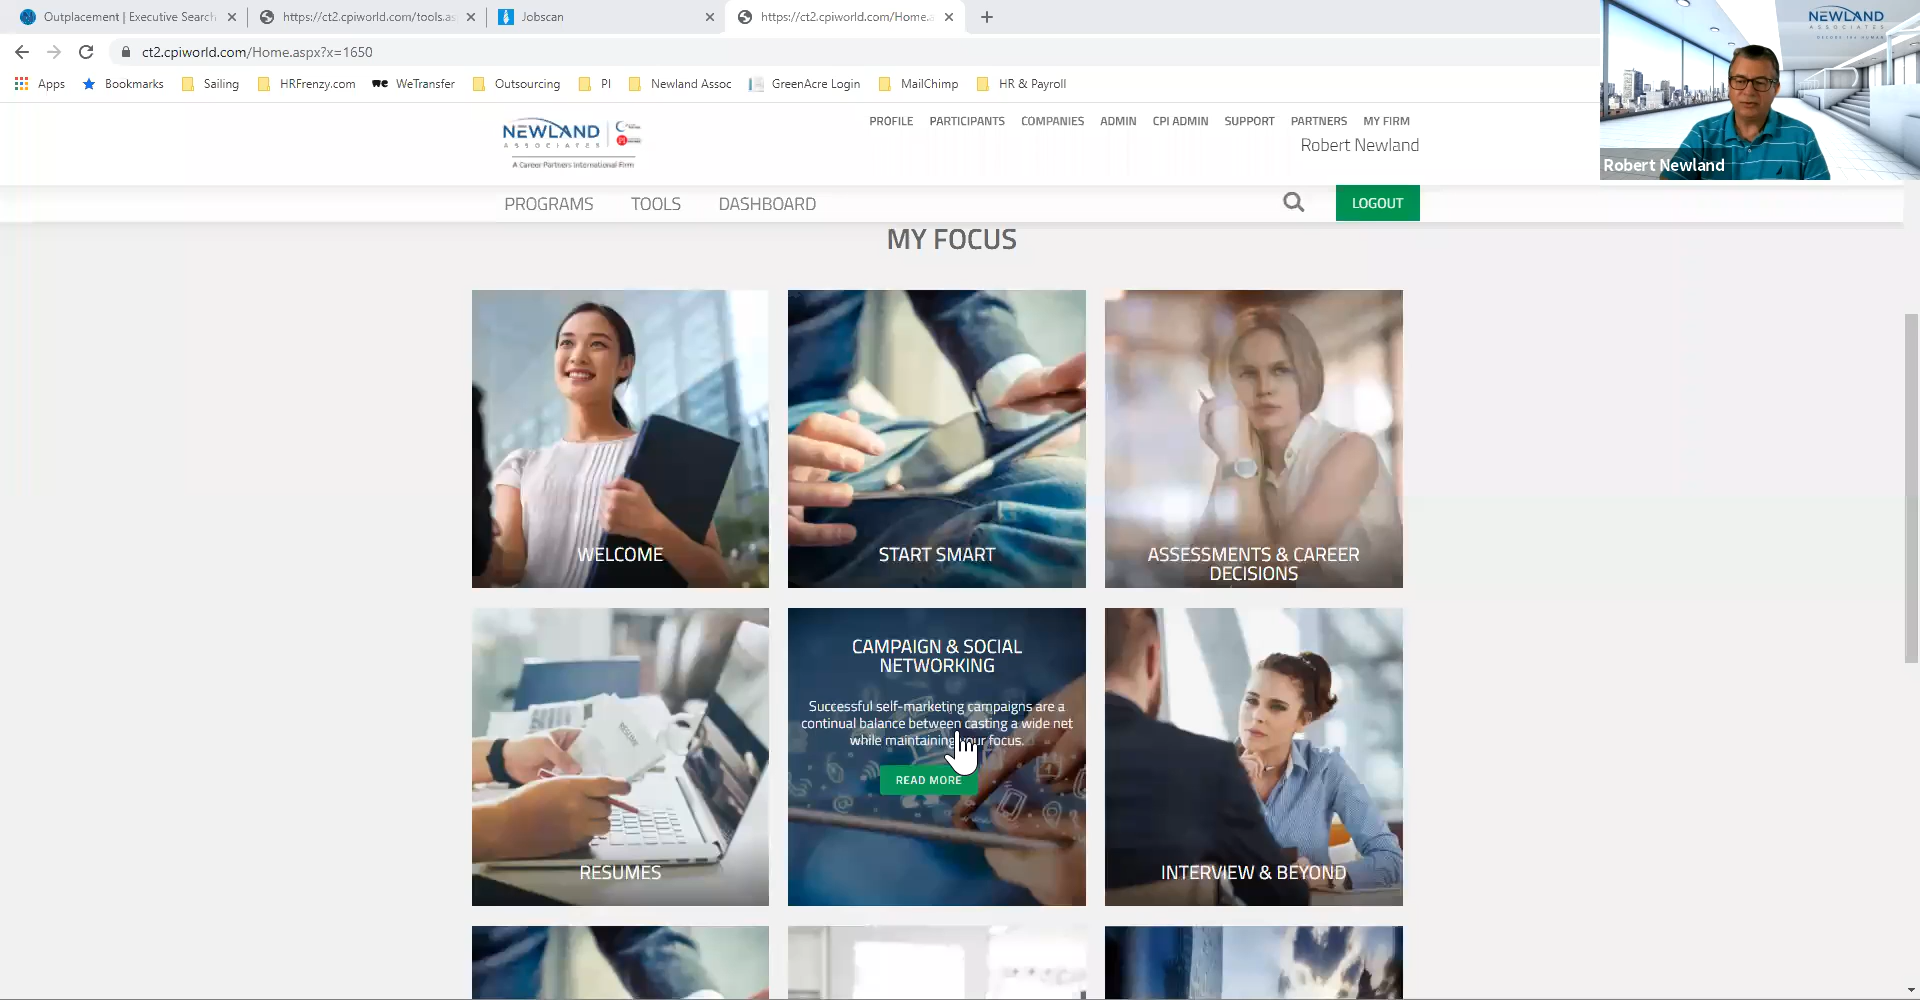 Outplacement | Executive Search
https://ct2.cpiworld.com/tools.as
Jobscan
https://ct2.cpiworld.com/Home.a
ct2.cpiworld.com/Home.aspx?x=1650
Apps
Bookmarks
Sailing
HRFrenzy.com
WeTransfer
Outsourcing
PI
Newland Assoc
GreenAcre Login
MailChimp
HR & Payroll
NEWLAND
ASSOCIATES
Robert Newland
NEWLAND
ASSOCIATES
A Career Partners International Firm
PROFILE
PARTICIPANTS
COMPANIES
ADMIN
CPI ADMIN
SUPPORT
PARTNERS
MY FIRM
Robert Newland
PROGRAMS
TOOLS
DASHBOARD
LOGOUT
MY FOCUS
WELCOME
START SMART
ASSESSMENTS & CAREER
DECISIONS
RESUME
RESUMES
CAMPAIGN & SOCIAL
NETWORKING
Successful self-marketing campaigns are a
continual balance between casting a wide net
while maintaining your focus.
READ MORE
INTERVIEW & BEYOND